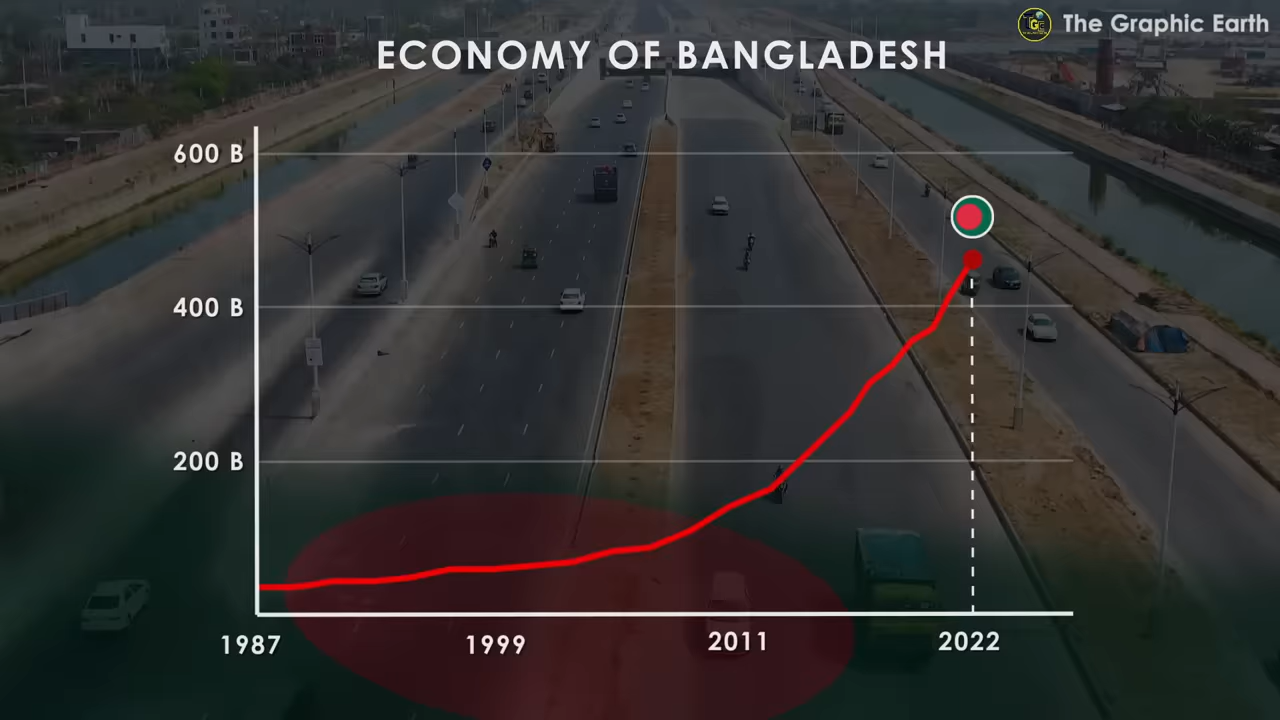 The Graphic Earth
ECONOMY OF BANGLADESH
600 B
400 B
200 B
1987
1999
2011
2022